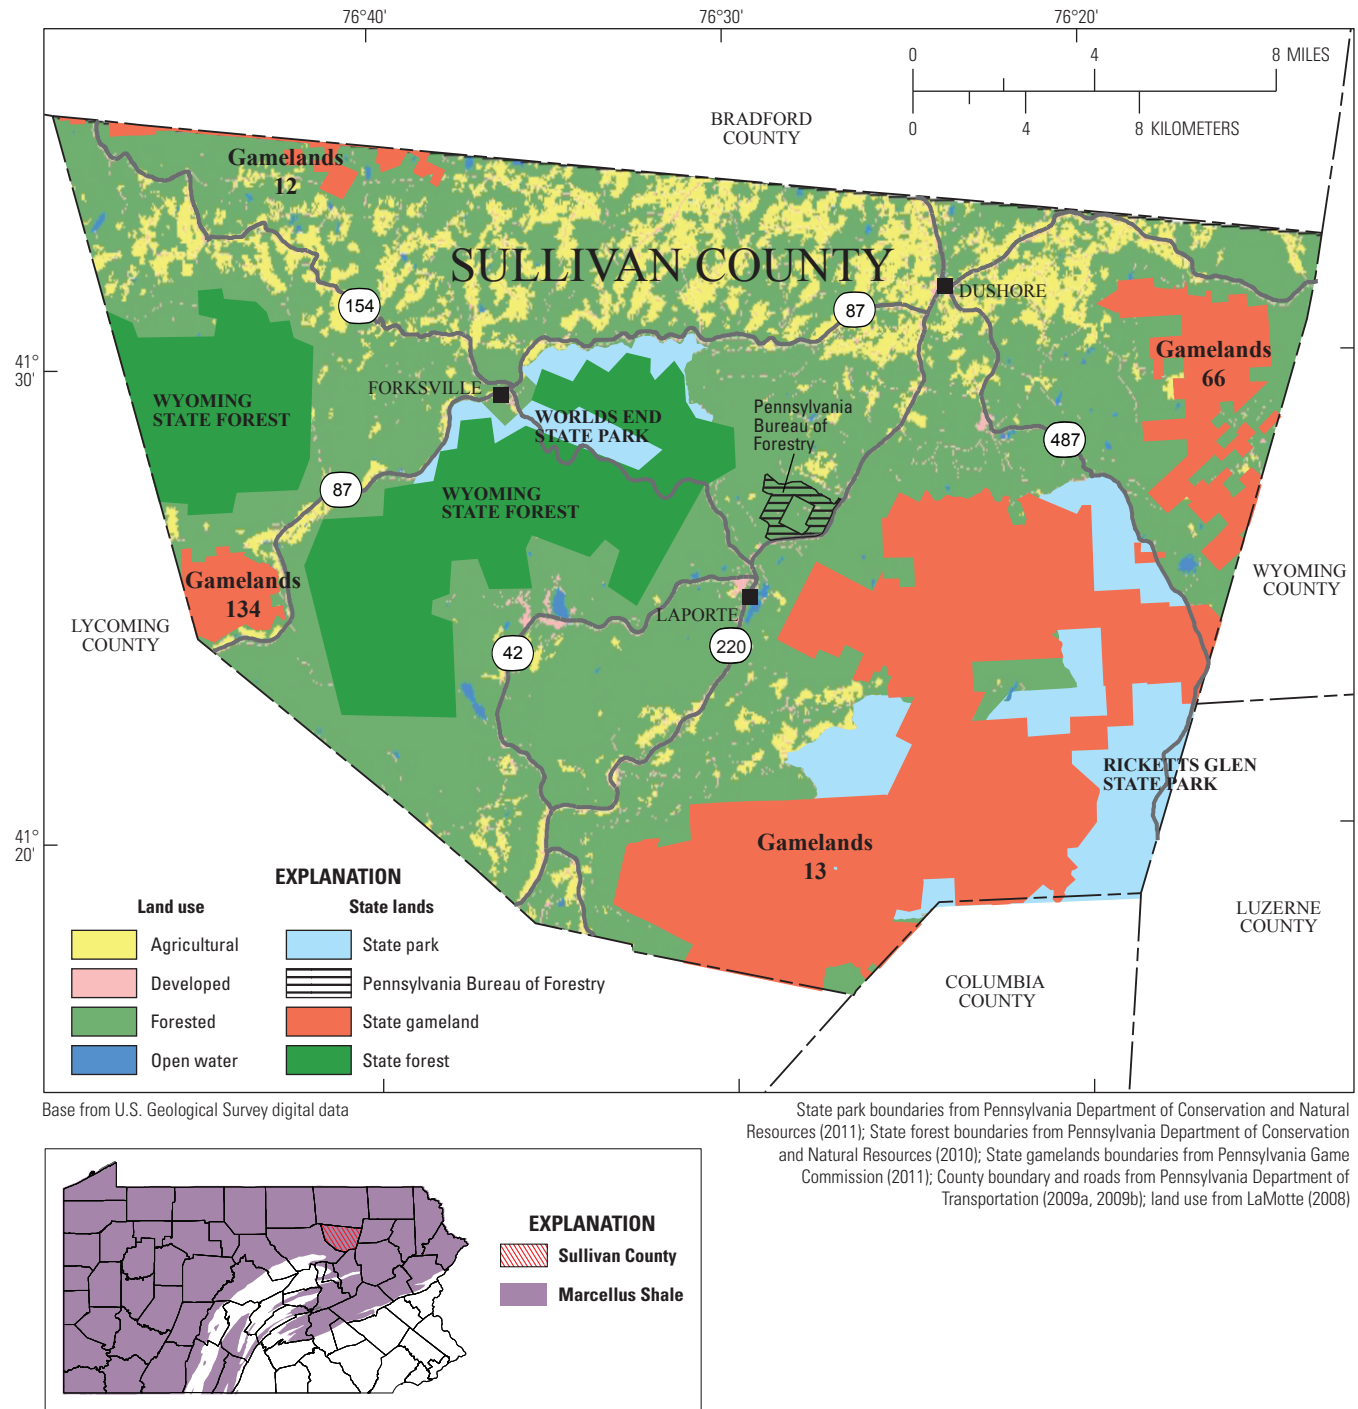 76°40'
76°30'
76°20'
0 4 8 MILES
0 4 8 KILOMETERS
BRADFORD
COUNTY
Gamelands
12
SULLIVAN COUNTY
DUSHORE
154
87
41°
30'
Gamelands
66
FORKSVILLE
WYOMING
STATE FOREST
WORLDS END
STATE PARK
Pennsylvania
Bureau of
Forestry
487
87
WYOMING
STATE FOREST
Gamelands
134
WYOMING
COUNTY
LYCOMING
COUNTY
LAPORTE
42
220
RICKETTS GLEN
STATE PARK
41°
20'
Gamelands
13
LUZERNE
COUNTY
COLUMBIA
COUNTY
EXPLANATION
Land use
State lands
Agricultural
State park
Developed
Pennsylvania Bureau of Forestry
Forested
State gameland
Open water
State forest
Base from U.S. Geological Survey digital data
State park boundaries from Pennsylvania Department of Conservation and Natural
Resources (2011); State forest boundaries from Pennsylvania Department of Conservation
and Natural Resources (2010); State gamelands boundaries from Pennsylvania Game
Commission (2011); County boundary and roads from Pennsylvania Department of
Transportation (2009a, 2009b); land use from LaMotte (2008)
EXPLANATION
Sullivan County
Marcellus Shale